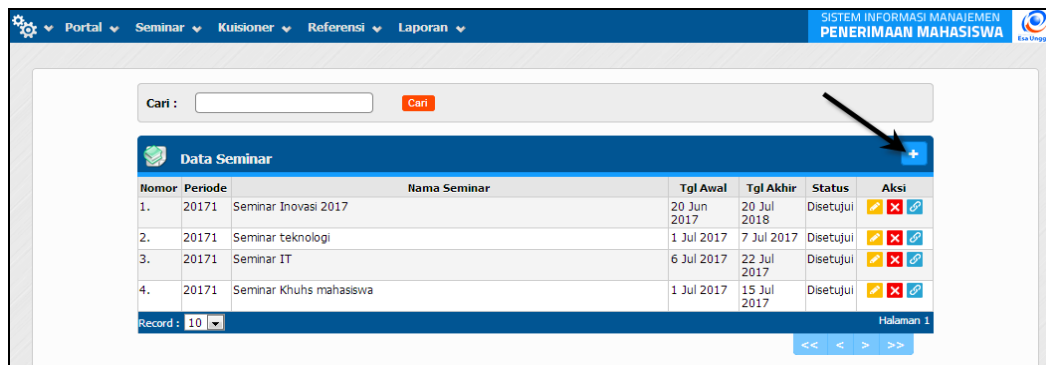 Portal Seminar Kuisioner Referensi Laporan
SISTEM INFORMASI MANAJEMEN
PENERIMAAN MAHASISWA
Esa Ungg
Cari :
Cari
Data Seminar
+
Nomor Periode Nama Seminar Tgl Awal Tgl Akhir Status Aksi
1. 20171 Seminar Inovasi 2017 20 Jun 2017 20 Jul 2018 Disetujui
2. 20171 Seminar teknologi 1 Jul 2017 7 Jul 2017 Disetujui
3. 20171 Seminar IT 6 Jul 2017 22 Jul 2017 Disetujui
4. 20171 Seminar Khuhs mahasiswa 1 Jul 2017 15 Jul 2017 Disetujui
Record : 10 Halaman 1
<< < > >>